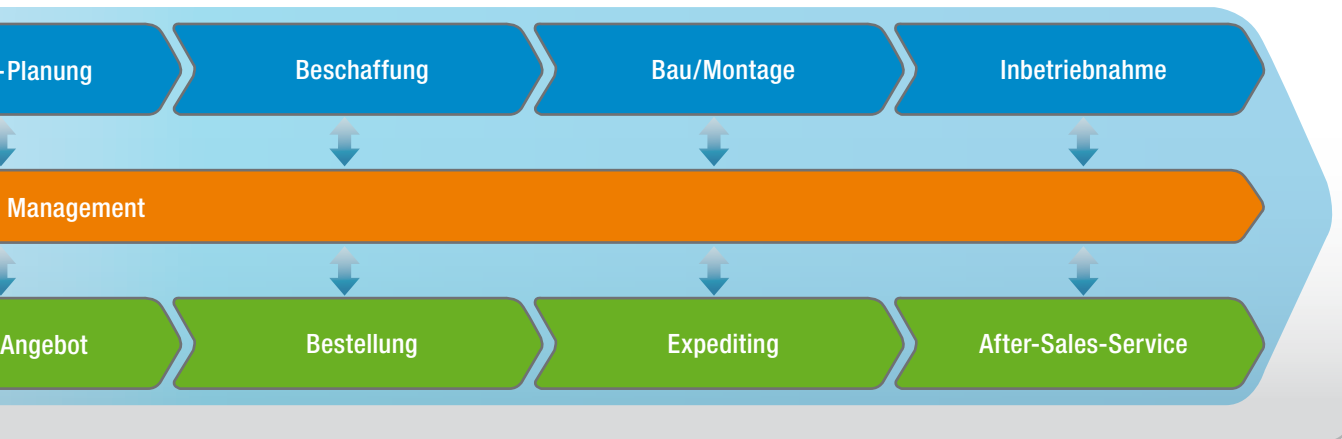 -Planung
Beschaffung
Bau/Montage
Inbetriebnahme
Management
Angebot
Bestellung
Expediting
After-Sales-Service